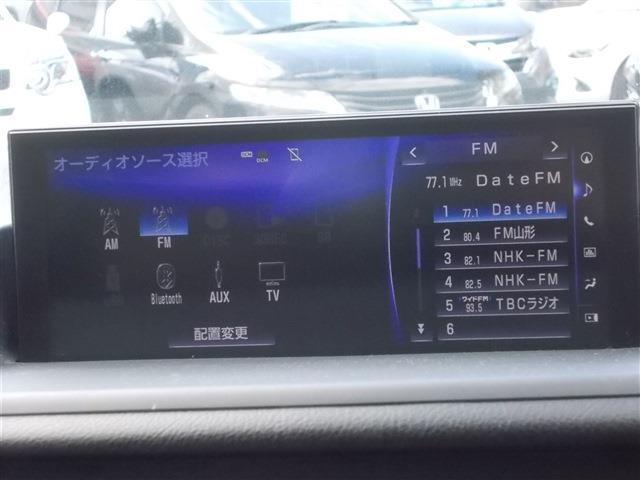 オーディオソース選択
DCM
DCM
AM
FM
DISC
Bluetooth
AUX
TV
配置変更
FM
77.1MHz DateFM
1 77.1 DateFM
2 80.4 FM山形
3 82.1 NHK-FM
4 82.5 NHK-FM
5 ワイドFM 93.5 TBCラジオ
6